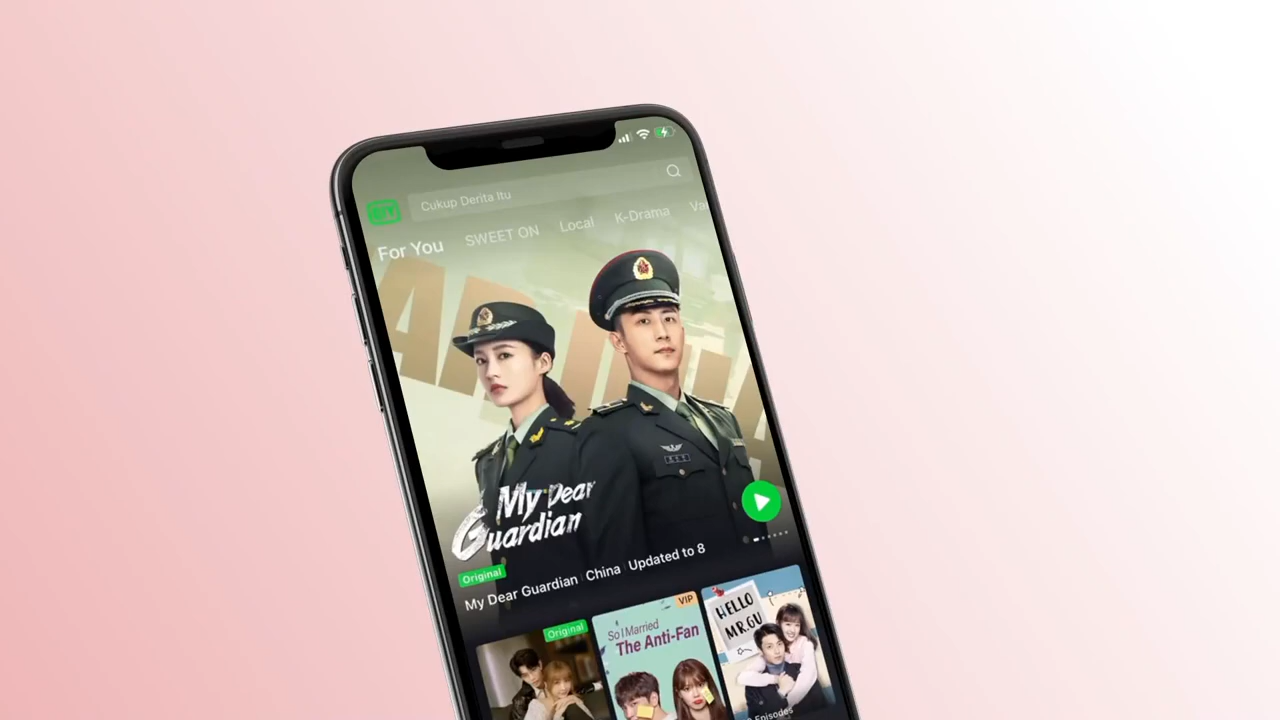 Cukup Derita Itu
For You
SWEET ON
Local
K-Drama
My Dear
Guardian
Original
My Dear Guardian
China
Updated to 8
Original
VIP
So I Married
The Anti-Fan
HELLO
MR.GU
Episodes